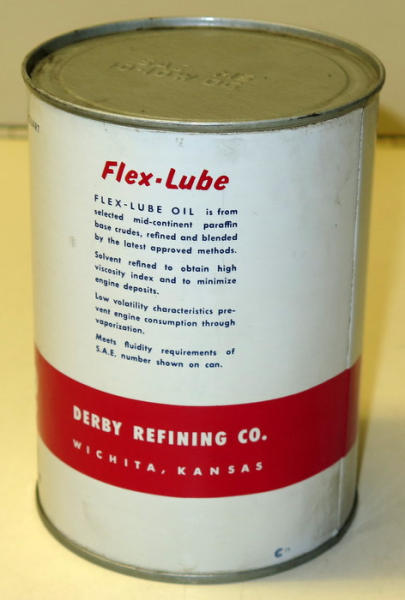 Flex-Lube
FLEX-LUBE OIL is from
selected mid-continent paraffin
base crudes, refined and blended
by the latest approved methods.
Solvent refined to obtain high
viscosity index and to minimize
engine deposits.
Low volatility characteristics pre-
vent engine consumption through
vaporization.
Meets fluidity requirements of
S.A.E. number shown on can.
DERBY REFINING CO.
WICHITA, KANSAS